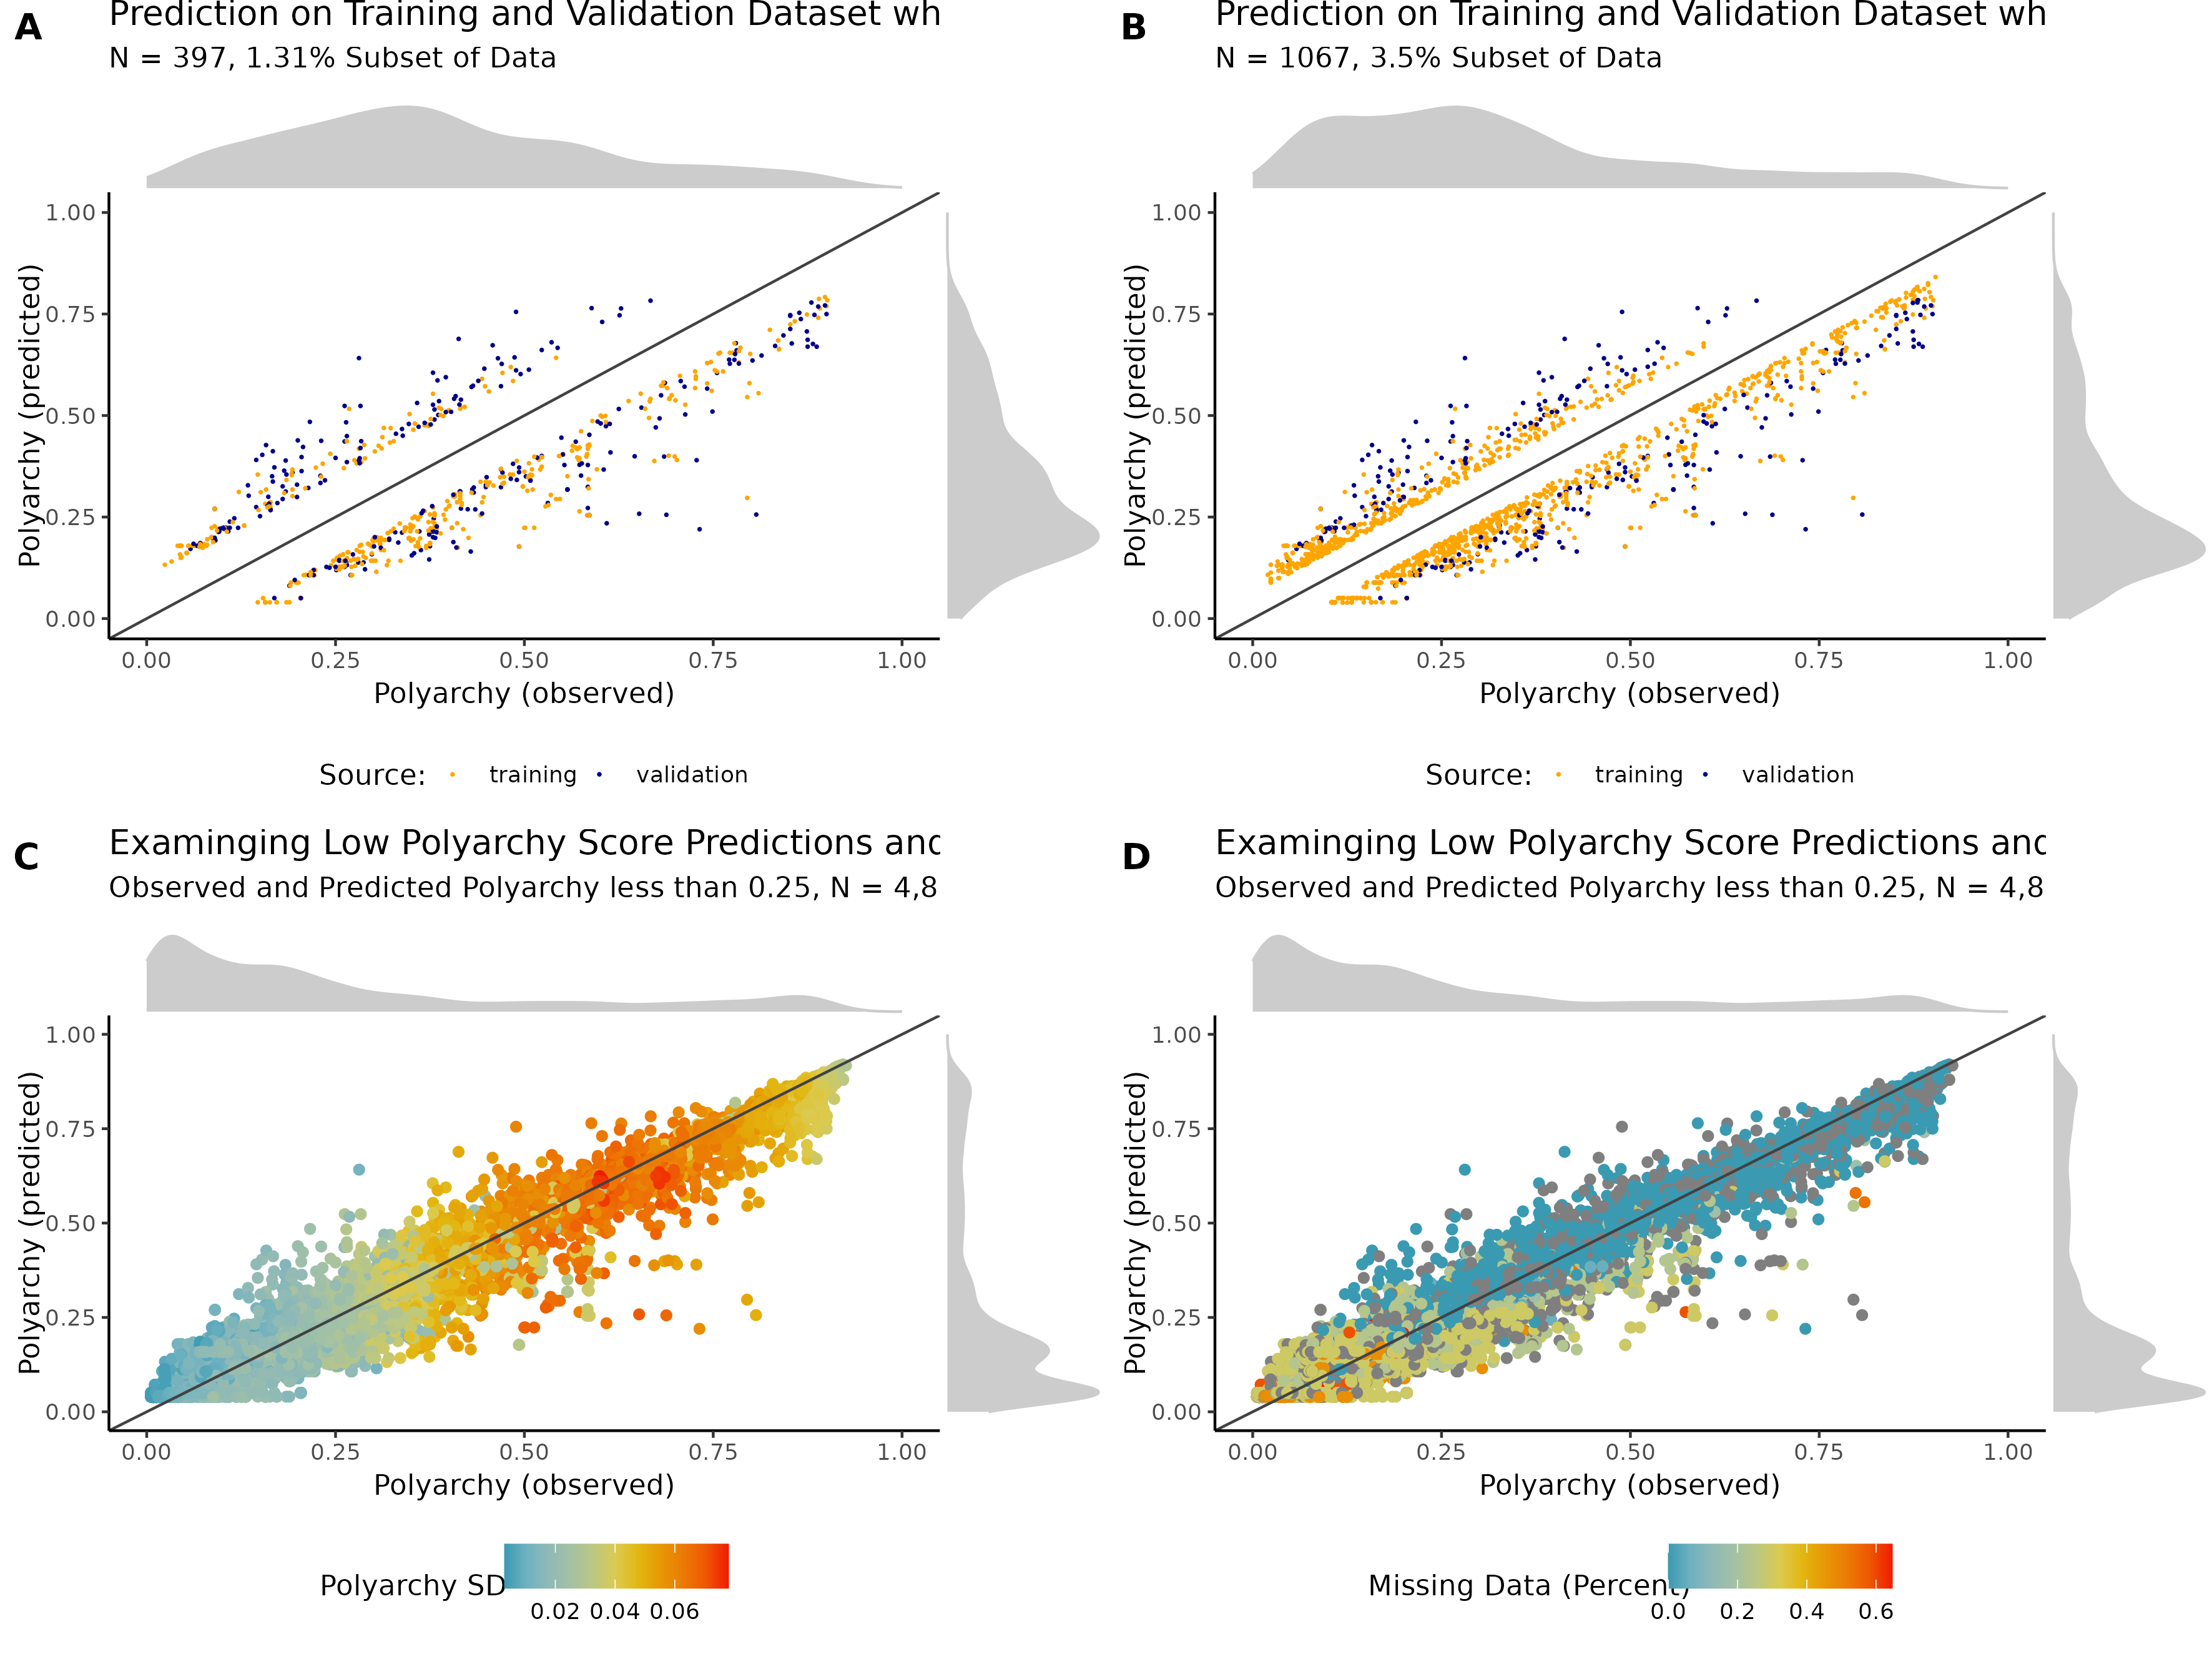 A
Prediction on Training and Validation Dataset wh
N = 397, 1.31% Subset of Data
1.00
0.75
0.50
0.25
0.00
Polyarchy (predicted)
0.00 0.25 0.50 0.75 1.00
Polyarchy (observed)
Source: training validation
B
Prediction on Training and Validation Dataset wh
N = 1067, 3.5% Subset of Data
1.00
0.75
0.50
0.25
0.00
Polyarchy (predicted)
0.00 0.25 0.50 0.75 1.00
Polyarchy (observed)
Source: training validation
C
Examinging Low Polyarchy Score Predictions and
Observed and Predicted Polyarchy less than 0.25, N = 4,8
1.00
0.75
0.50
0.25
0.00
Polyarchy (predicted)
0.00 0.25 0.50 0.75 1.00
Polyarchy (observed)
Polyarchy SD
0.02 0.04 0.06
D
Examinging Low Polyarchy Score Predictions and
Observed and Predicted Polyarchy less than 0.25, N = 4,8
1.00
0.75
0.50
0.25
0.00
Polyarchy (predicted)
0.00 0.25 0.50 0.75 1.00
Polyarchy (observed)
Missing Data (Percent)
0.0 0.2 0.4 0.6